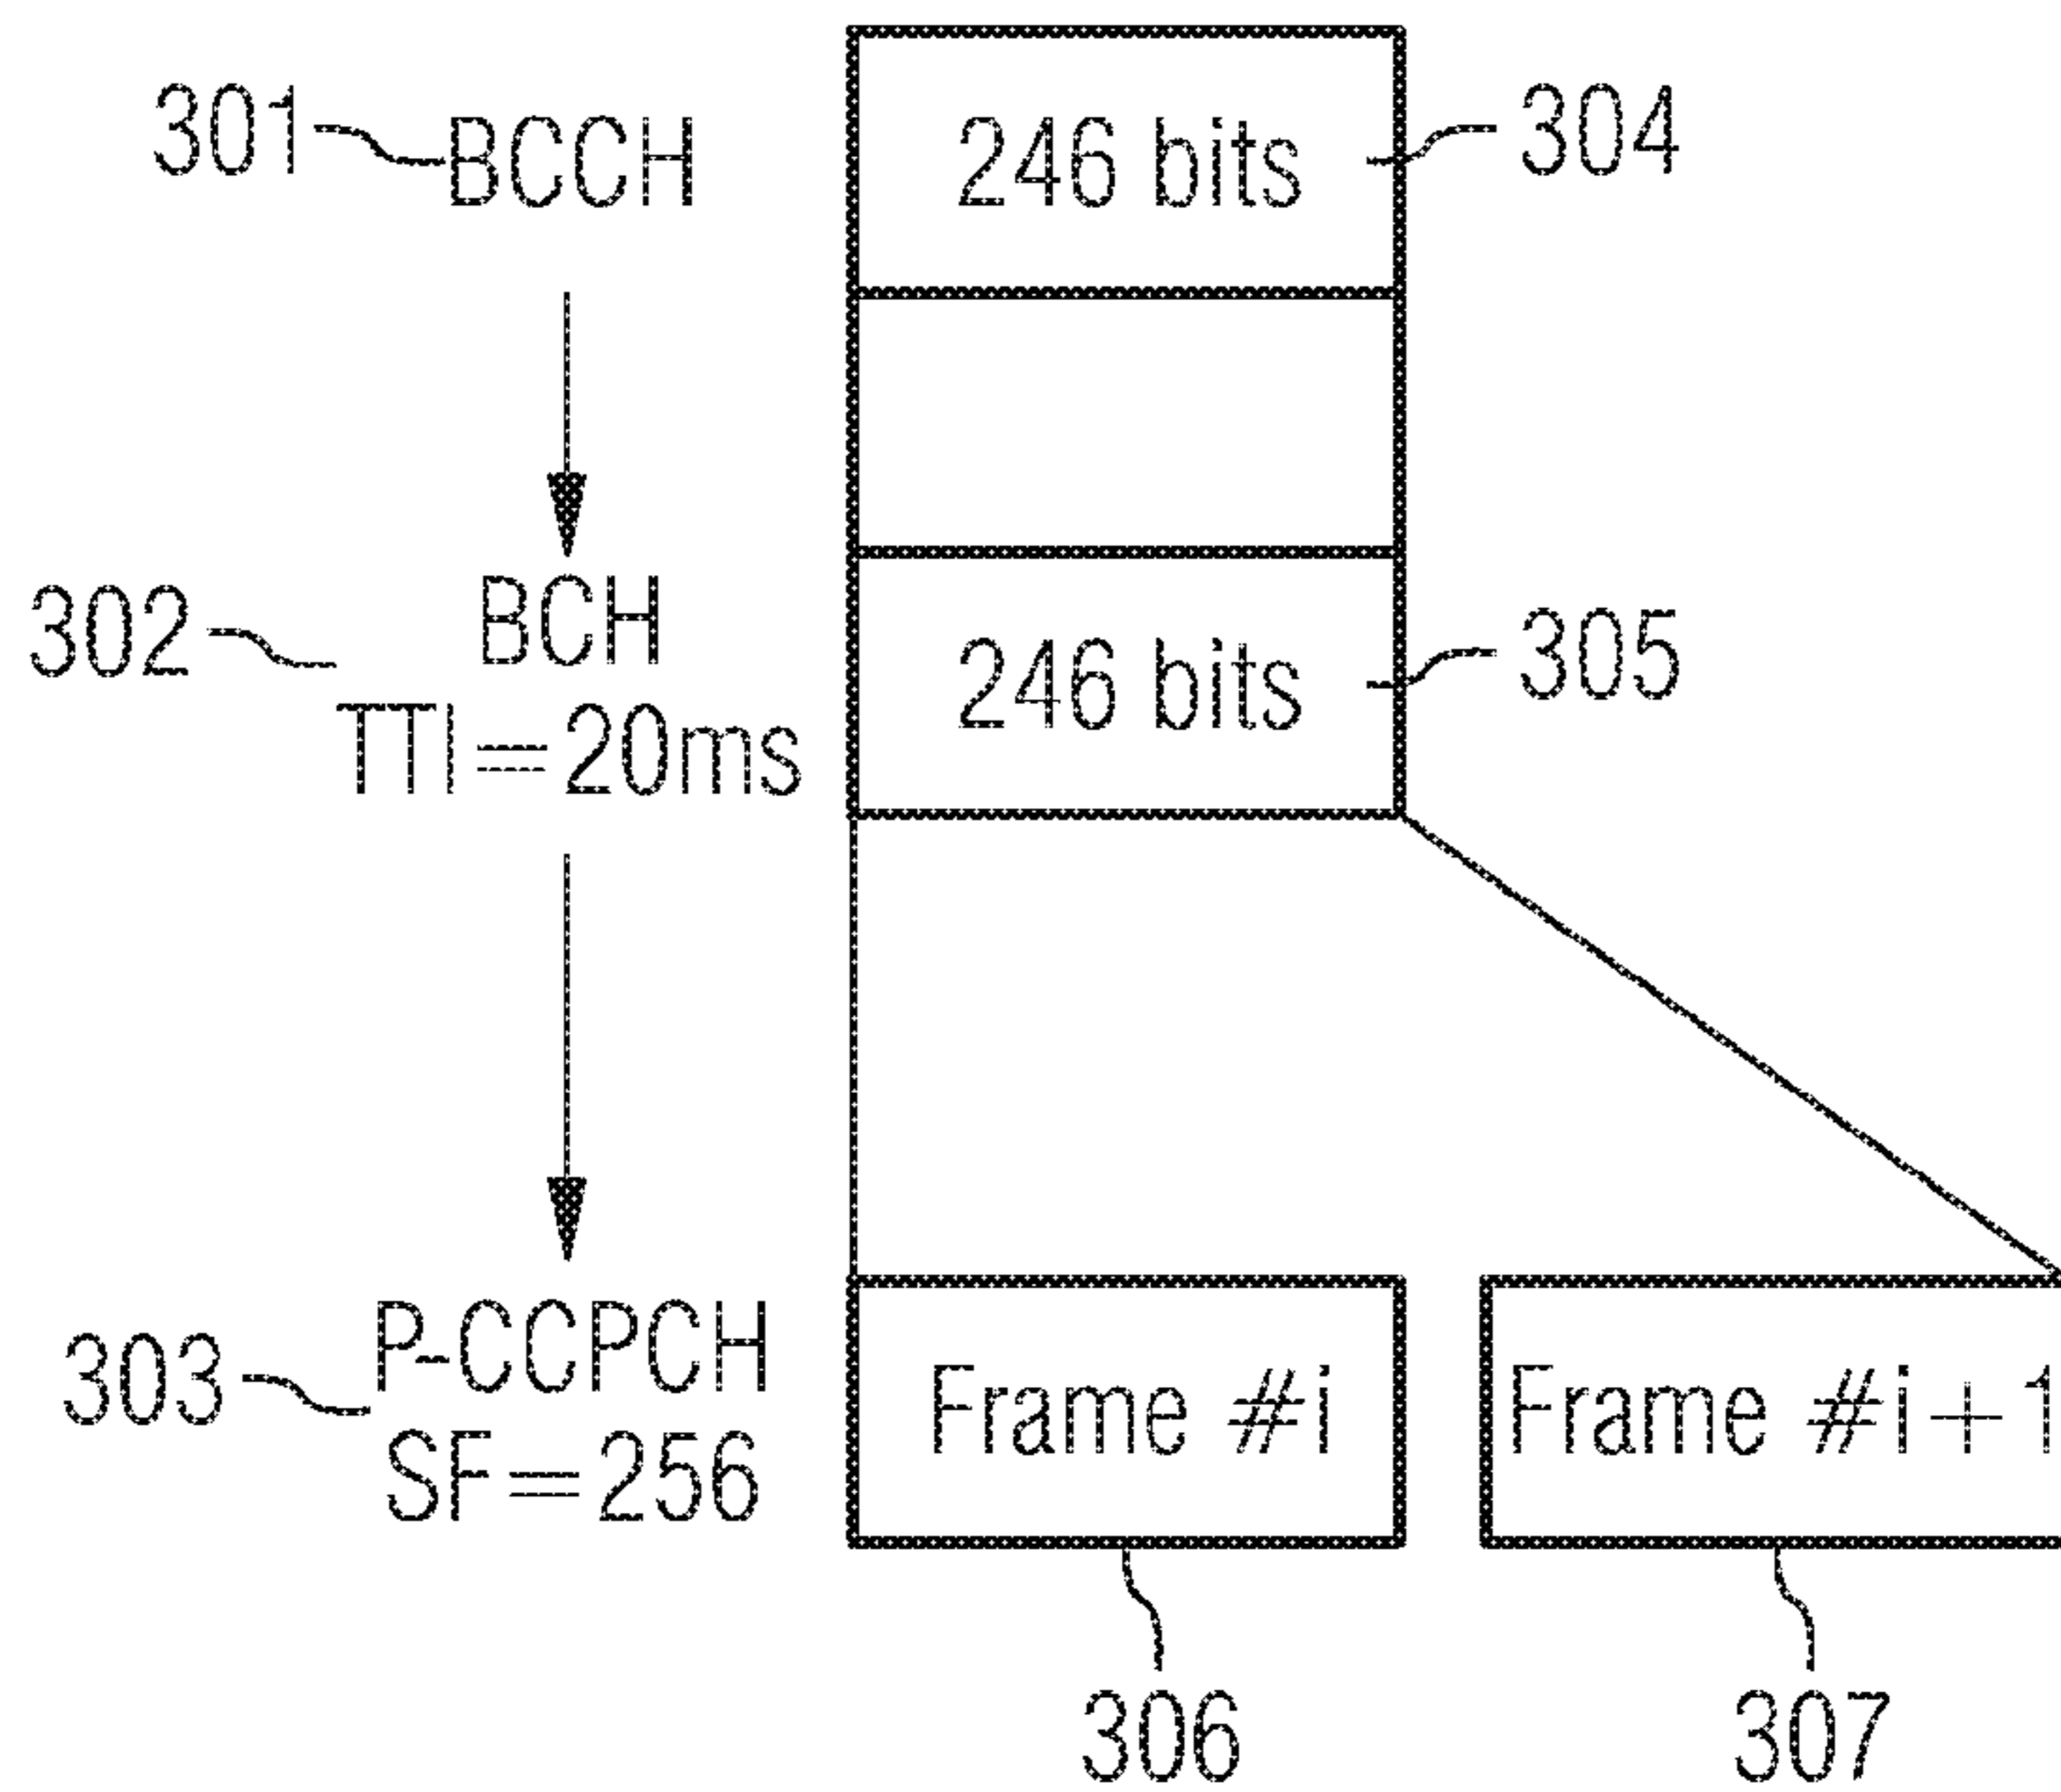 301 BCCH 246 bits 304
302 BCH 246 bits 305
TTI=20ms
303 P-CCPCH Frame #i Frame #i+1
SF=256
306 307